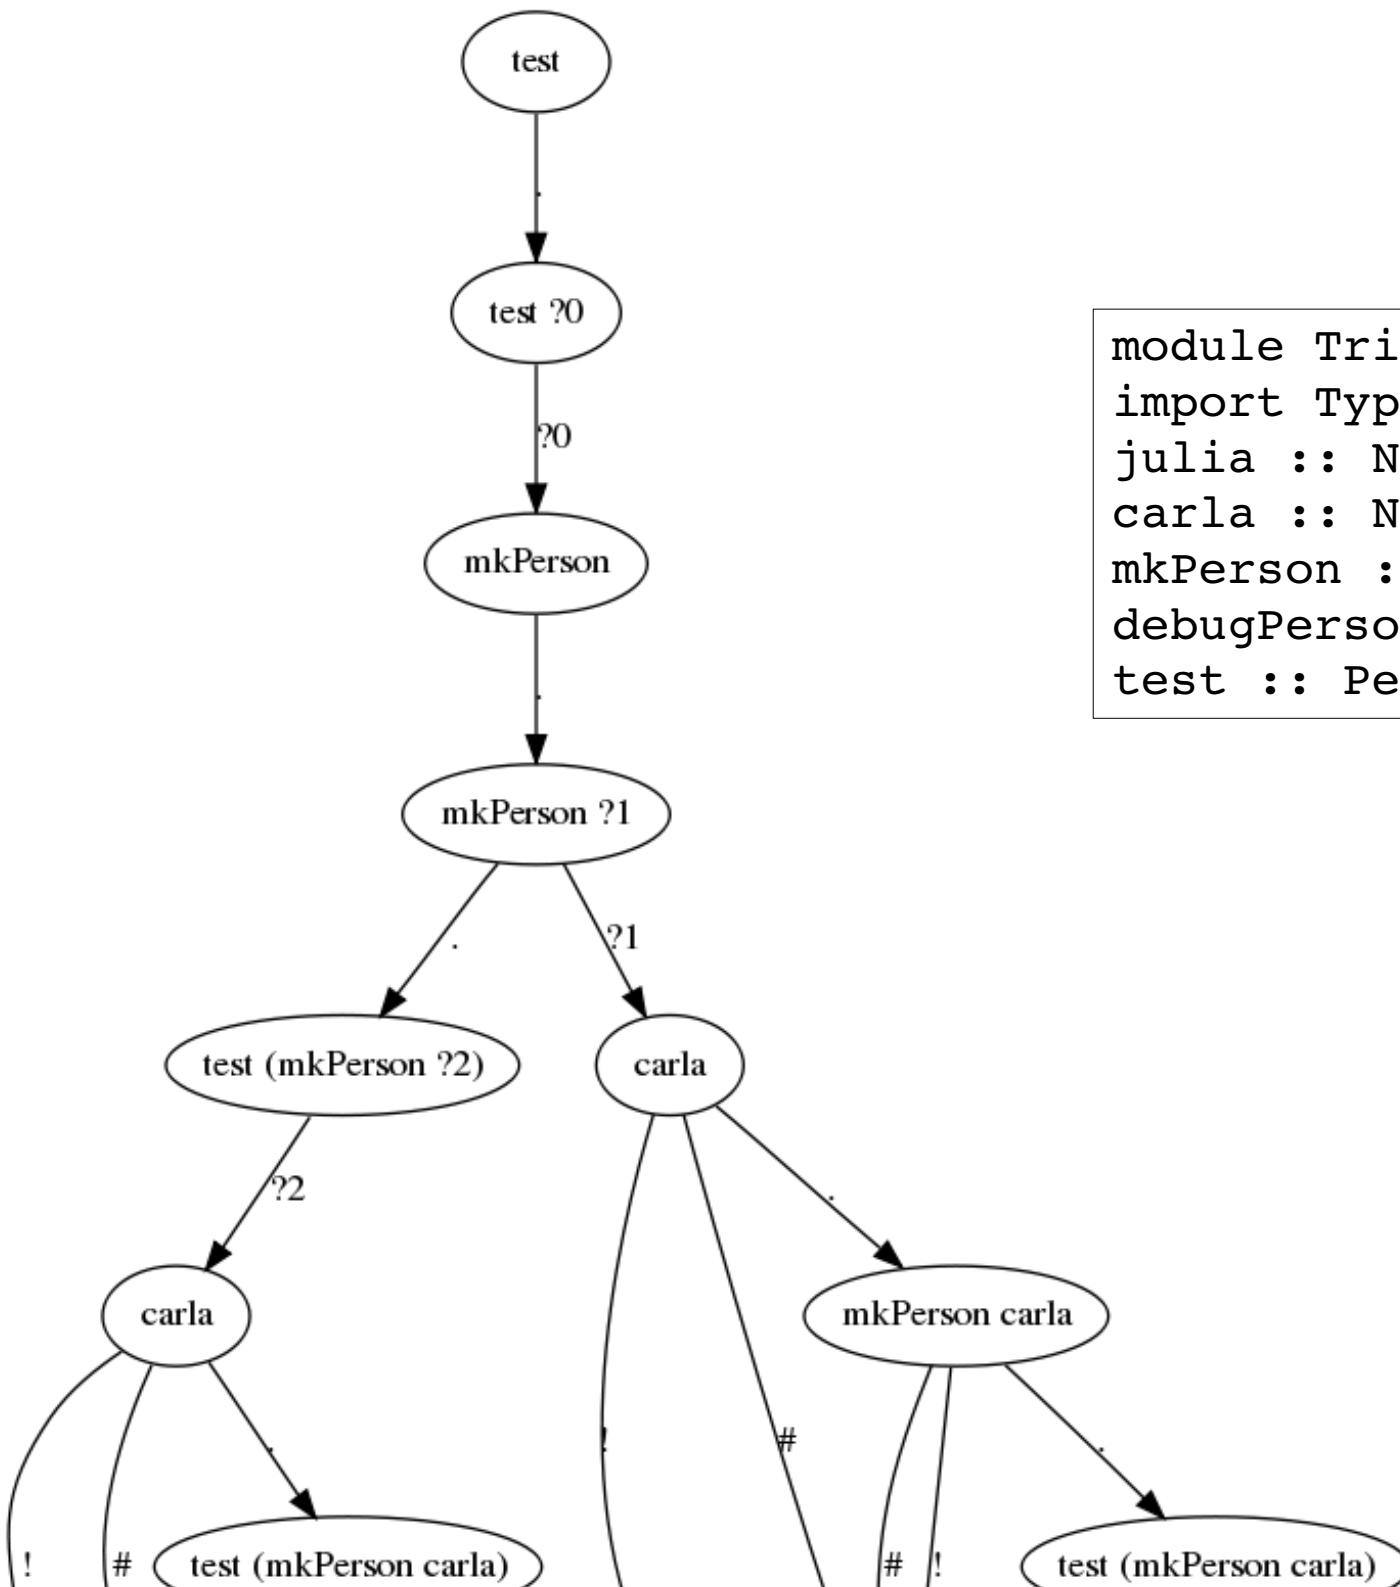 test
.
test ?0
?0
mkPerson
.
mkPerson ?1
.
?1
test (mkPerson ?2)
carla
?2
.
carla
mkPerson carla
!
#
.
!
#
.
#
!
.
test (mkPerson carla)
test (mkPerson carla)
module Tri
import Typ
julia :: N
carla :: N
mkPerson :
debugPerso
test :: Pe